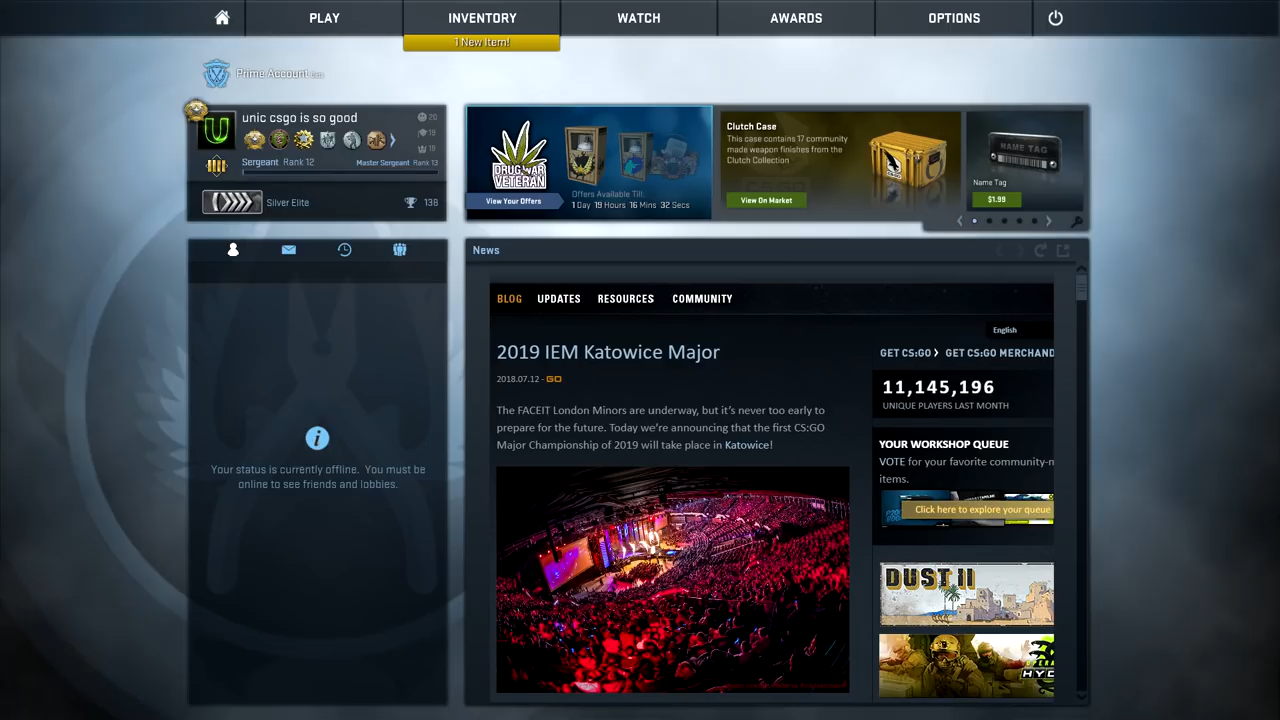 PLAY
INVENTORY
WATCH
AWARDS
OPTIONS
1 New Item!
Prime Account
unic csgo is so good
20
19
19
Sergeant Rank 12
Master Sergeant Rank 13
Silver Elite
138
DRUG WAR
VETERAN
View Your Offers
Offers Available Till:
1 Day 19 Hours 16 Mins 32 Secs
Clutch Case
This case contains 17 community
made weapon finishes from the
Clutch Collection
View On Market
NAME TAG
Name Tag
$1.99
News
BLOG
UPDATES
RESOURCES
COMMUNITY
English
2019 IEM Katowice Major
2018.07.12 - GO
The FACEIT London Minors are underway, but it's never too early to
prepare for the future. Today we're announcing that the first CS:GO
Major Championship of 2019 will take place in Katowice!
GET CS:GO
GET CS:GO MERCHAND
11,145,196
UNIQUE PLAYERS LAST MONTH
YOUR WORKSHOP QUEUE
VOTE for your favorite community-m
items.
Click here to explore your queue
DUST II
OPERA
HYD
Your status is currently offline. You must be
online to see friends and lobbies.